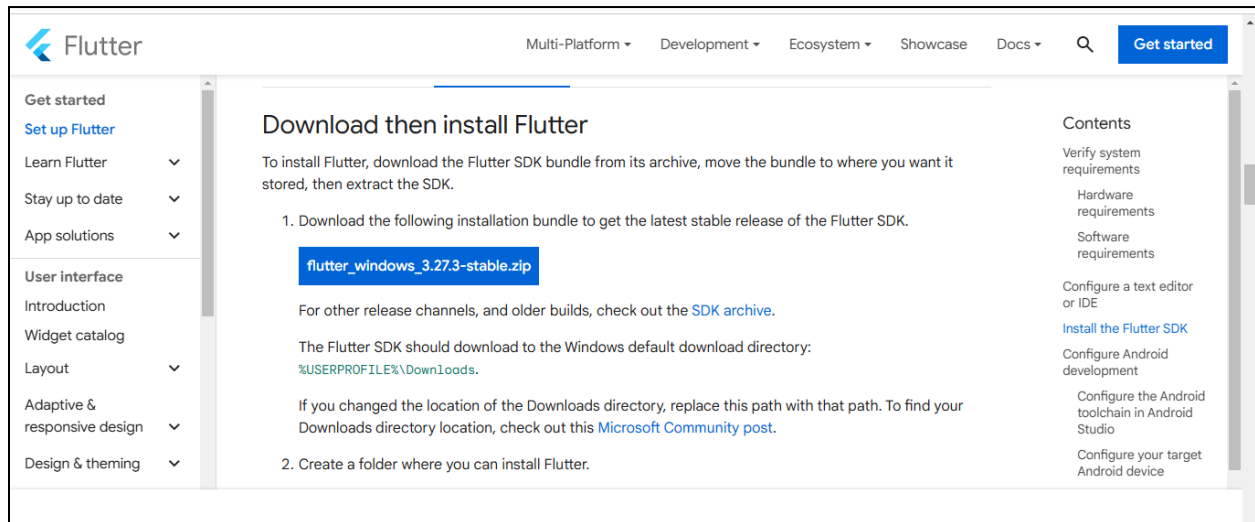 Flutter
Multi-Platform
Development
Ecosystem
Showcase
Docs
Get started
Get started
Set up Flutter
Learn Flutter
Stay up to date
App solutions
User interface
Introduction
Widget catalog
Layout
Adaptive &
responsive design
Design & theming
Download then install Flutter
To install Flutter, download the Flutter SDK bundle from its archive, move the bundle to where you want it
stored, then extract the SDK.
1. Download the following installation bundle to get the latest stable release of the Flutter SDK.
flutter_windows_3.27.3-stable.zip
For other release channels, and older builds, check out the SDK archive.
The Flutter SDK should download to the Windows default download directory:
%USERPROFILE%\Downloads.
If you changed the location of the Downloads directory, replace this path with that path. To find your
Downloads directory location, check out this Microsoft Community post.
2. Create a folder where you can install Flutter.
Contents
Verify system
requirements
Hardware
requirements
Software
requirements
Configure a text editor
or IDE
Install the Flutter SDK
Configure Android
development
Configure the Android
toolchain in Android
Studio
Configure your target
Android device